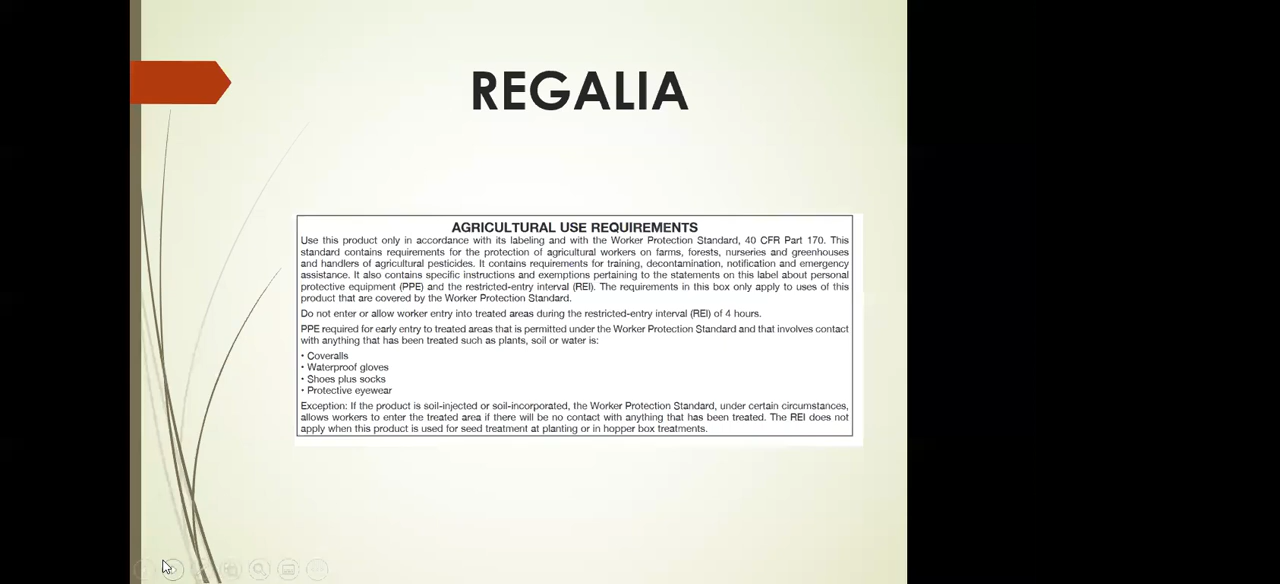 REGALIA
AGRICULTURAL USE REQUIREMENTS
Use this product only in accordance with its labeling and with the Worker Protection Standard, 40 CFR Part 170. This
standard contains requirements for the protection of agricultural workers on farms, forests, nurseries and greenhouses
and handlers of agricultural pesticides. It contains requirements for training, decontamination, notification and emergency
assistance. It also contains specific instructions and exemptions pertaining to the statements on this label about personal
protective equipment (PPE) and the restricted-entry interval (REI). The requirements in this box only apply to uses of this
product that are covered by the Worker Protection Standard.
Do not enter or allow worker entry into treated areas during the restricted-entry interval (REI) of 4 hours.
PPE required for early entry to treated areas that is permitted under the Worker Protection Standard and that involves contact
with anything that has been treated such as plants, soil or water is:
• Coveralls
• Waterproof gloves
• Shoes plus socks
• Protective eyewear
Exception: If the product is soil-injected or soil-incorporated, the Worker Protection Standard, under certain circumstances,
allows workers to enter the treated area if there will be no contact with anything that has been treated. The REI does not
apply when this product is used for seed treatment at planting or in hopper box treatments.